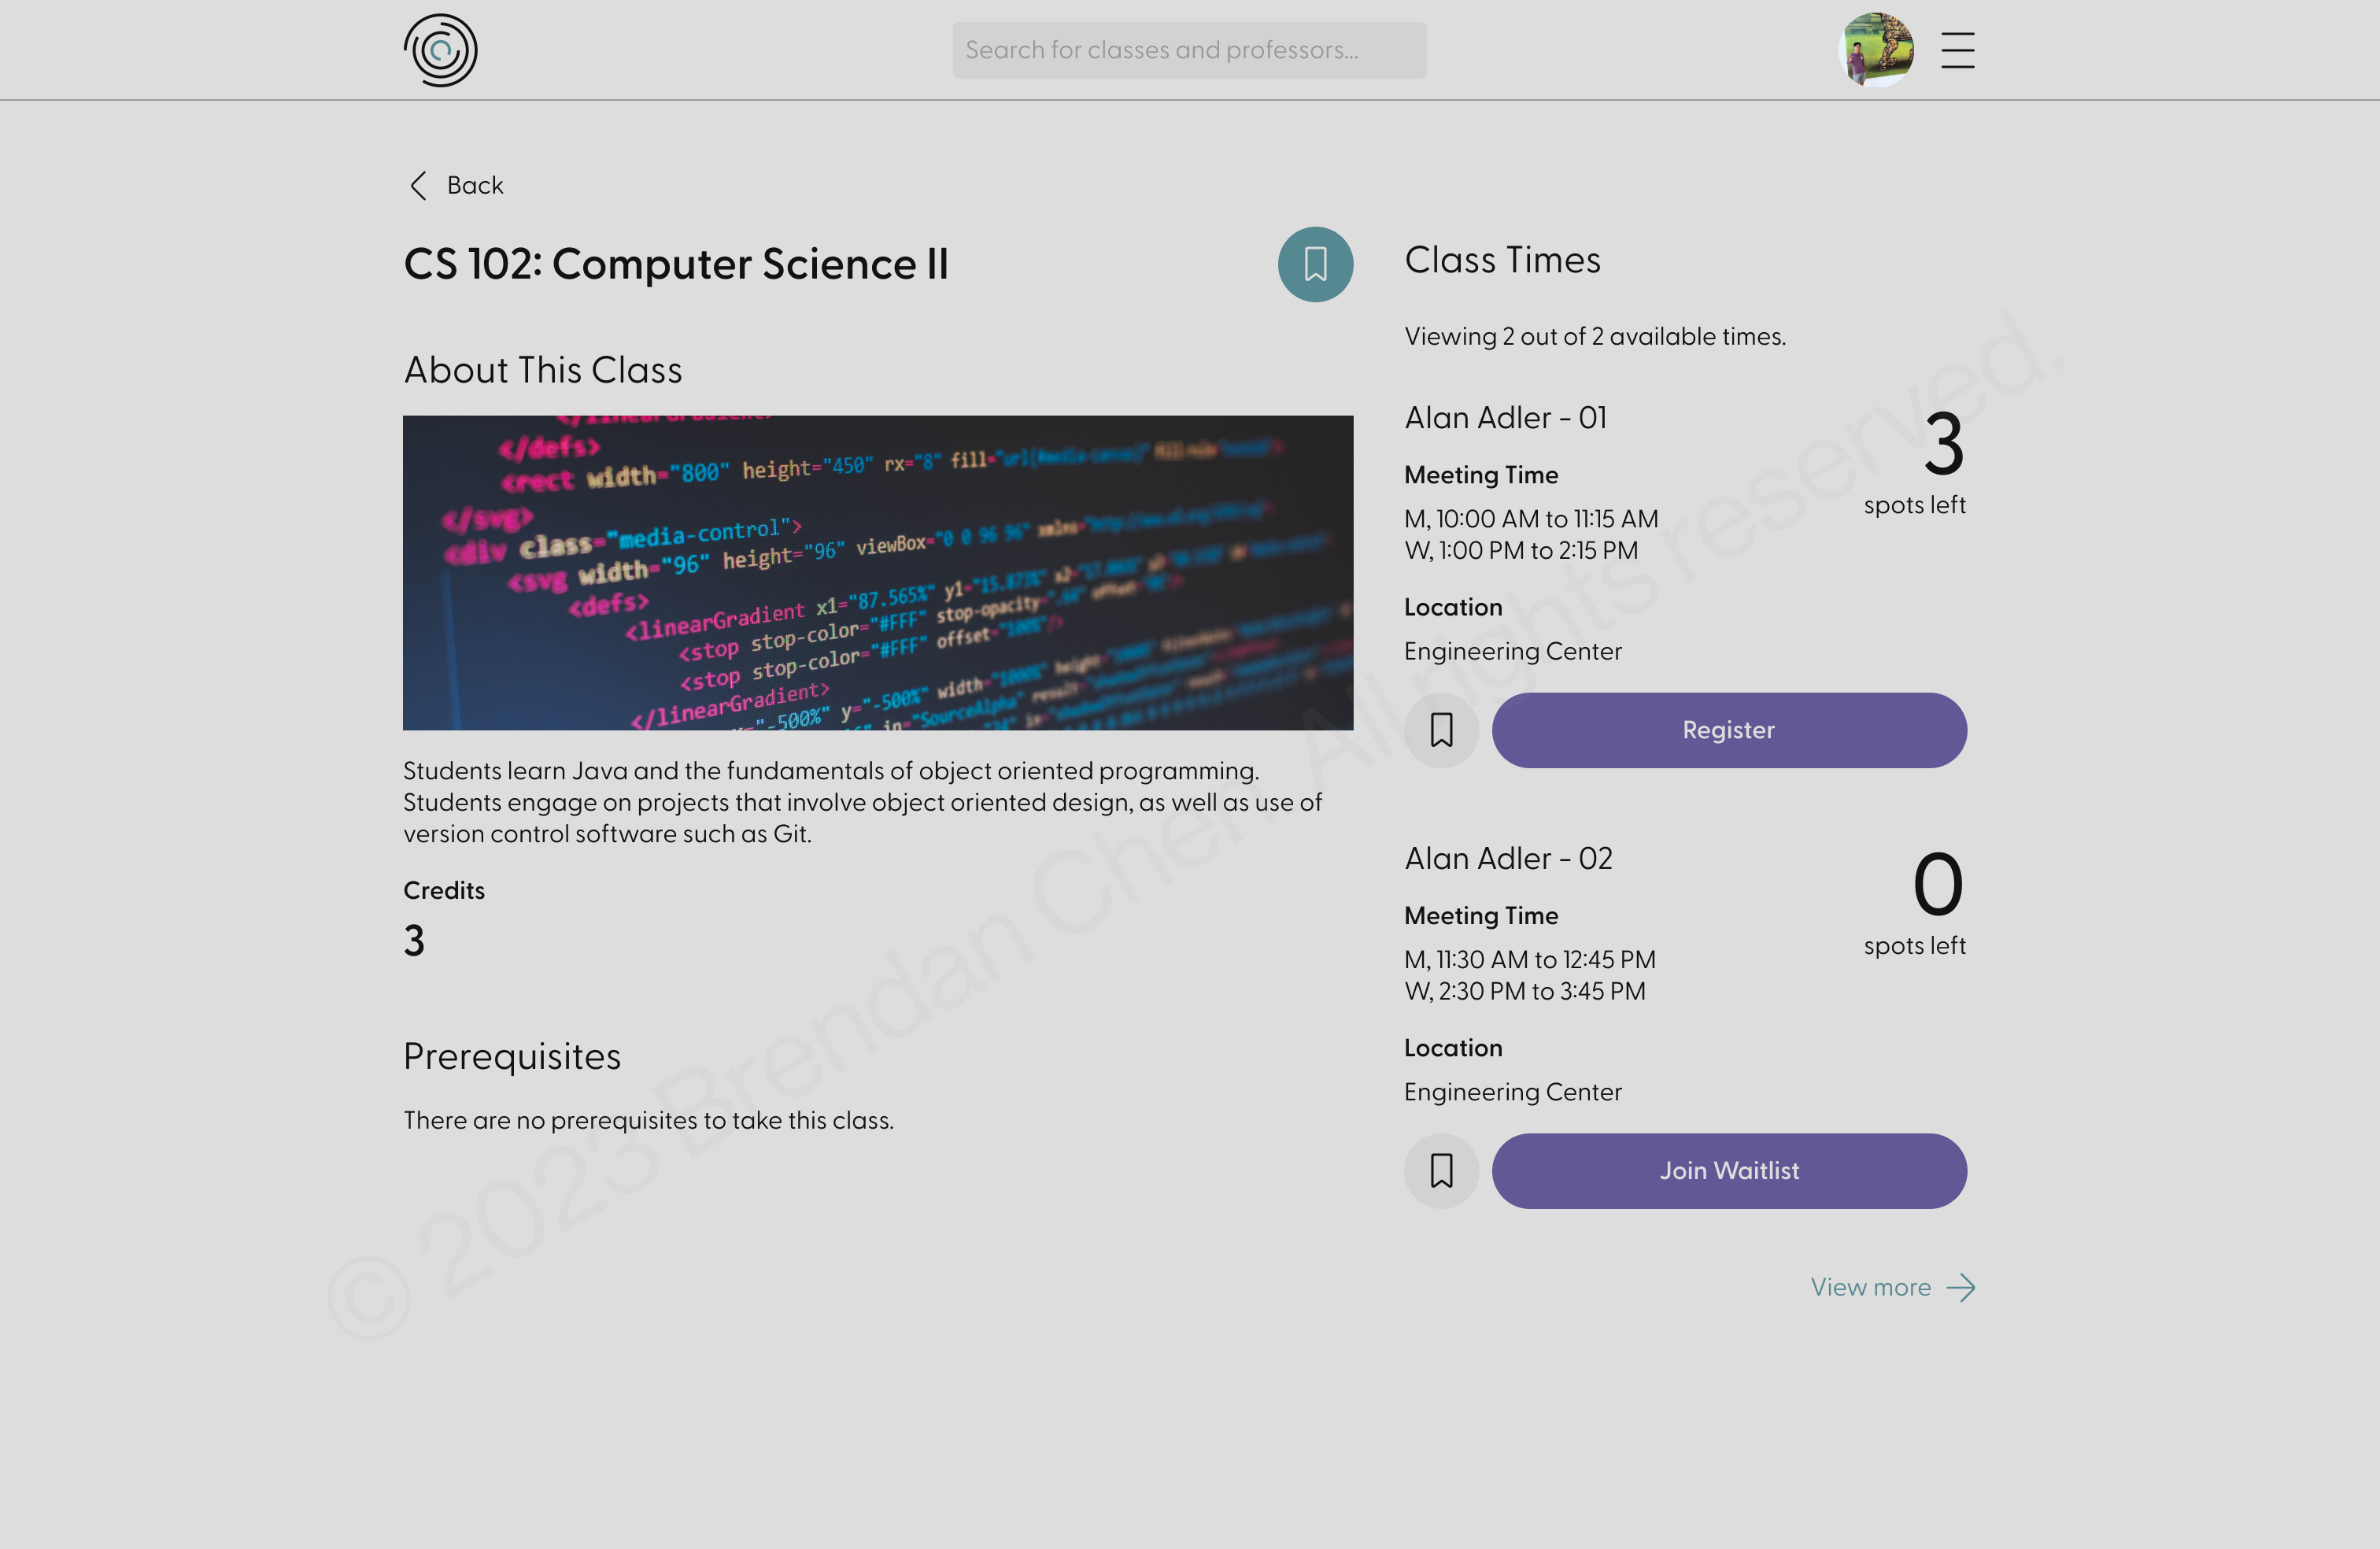 Search for classes and professors...
Back
CS 102: Computer Science II
About This Class
</defs>
<rect width="800" height="450" rx="8" fill="url(#media-canvas)"
</svg>
<div class="media-control">
<svg width="96" height="96" viewBox="0 0 96 96" xmlns=
<defs>
<linearGradient x1="87.565%" y1="15.873%"
<stop stop-color="#FFF" stop-opacity=
<stop stop-color="#FFF" offset="100%"/>
</linearGradient>
"-500%" y="-500%" width="1000%" height=
in="SourceAlpha"
Students learn Java and the fundamentals of object oriented programming.
Students engage on projects that involve object oriented design, as well as use of
version control software such as Git.
Credits
3
Prerequisites
There are no prerequisites to take this class.
Class Times
Viewing 2 out of 2 available times.
Alan Adler - 01
3
spots left
Meeting Time
M, 10:00 AM to 11:15 AM
W, 1:00 PM to 2:15 PM
Location
Engineering Center
Register
Alan Adler - 02
0
spots left
Meeting Time
M, 11:30 AM to 12:45 PM
W, 2:30 PM to 3:45 PM
Location
Engineering Center
Join Waitlist
View more
© 2023 Brendan Chen. All rights reserved.